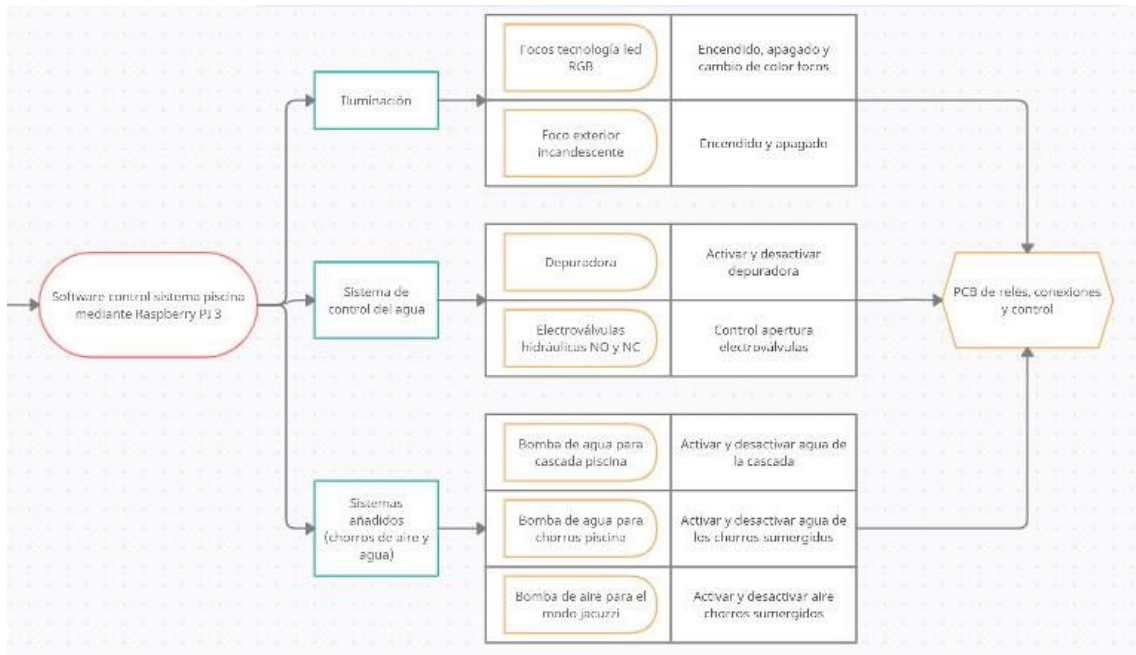 Focos tecnología led
RGB
Encendido, apagado y
cambio de color focos
Iluminación
Foco exterior
incandescente
Encendido y apagado
Depuradora
Activar y desactivar
depuradora
Software control sistema piscina
mediante Raspberry PI 3
Sistema de
control del agua
PCB de relés, conexiones
y control
Electroválvulas
hidráulicas NO y NC
Control apertura
electroválvulas
Bomba de agua para
cascada piscina
Activar y desactivar agua de
la cascada
Sistemas
añadidos
(chorros de aire y
agua)
Bomba de agua para
chorros piscina
Activar y desactivar agua de
los chorros sumergidos
Bomba de aire para el
modo jacuzzi
Activar y desactivar aire
chorros sumergidos